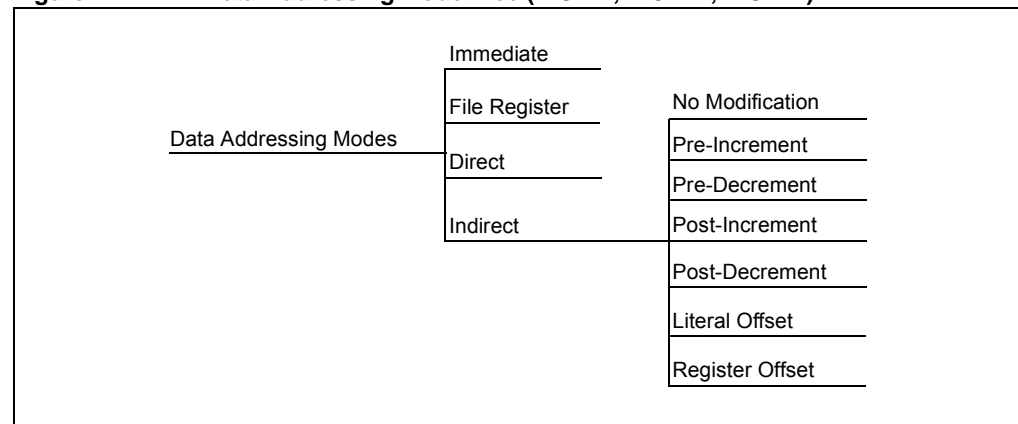 Immediate
File Register
No Modification
Data Addressing Modes
Pre-Increment
Direct
Pre-Decrement
Indirect
Post-Increment
Post-Decrement
Literal Offset
Register Offset